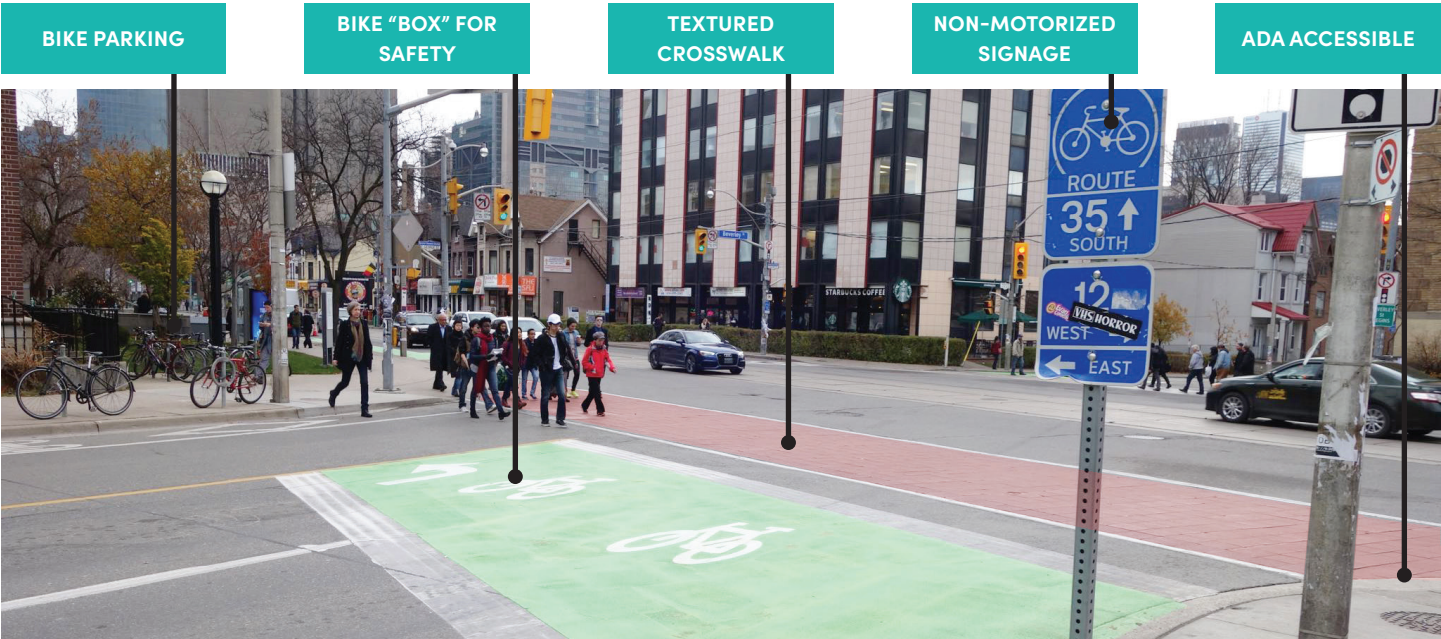 BIKE PARKING
BIKE “BOX” FOR
SAFETY
TEXTURED
CROSSWALK
NON-MOTORIZED
SIGNAGE
ADA ACCESSIBLE
ROUTE
35
SOUTH
12
VHS HORROR
WEST
EAST
STARBUCKS COFFEE
Beverley